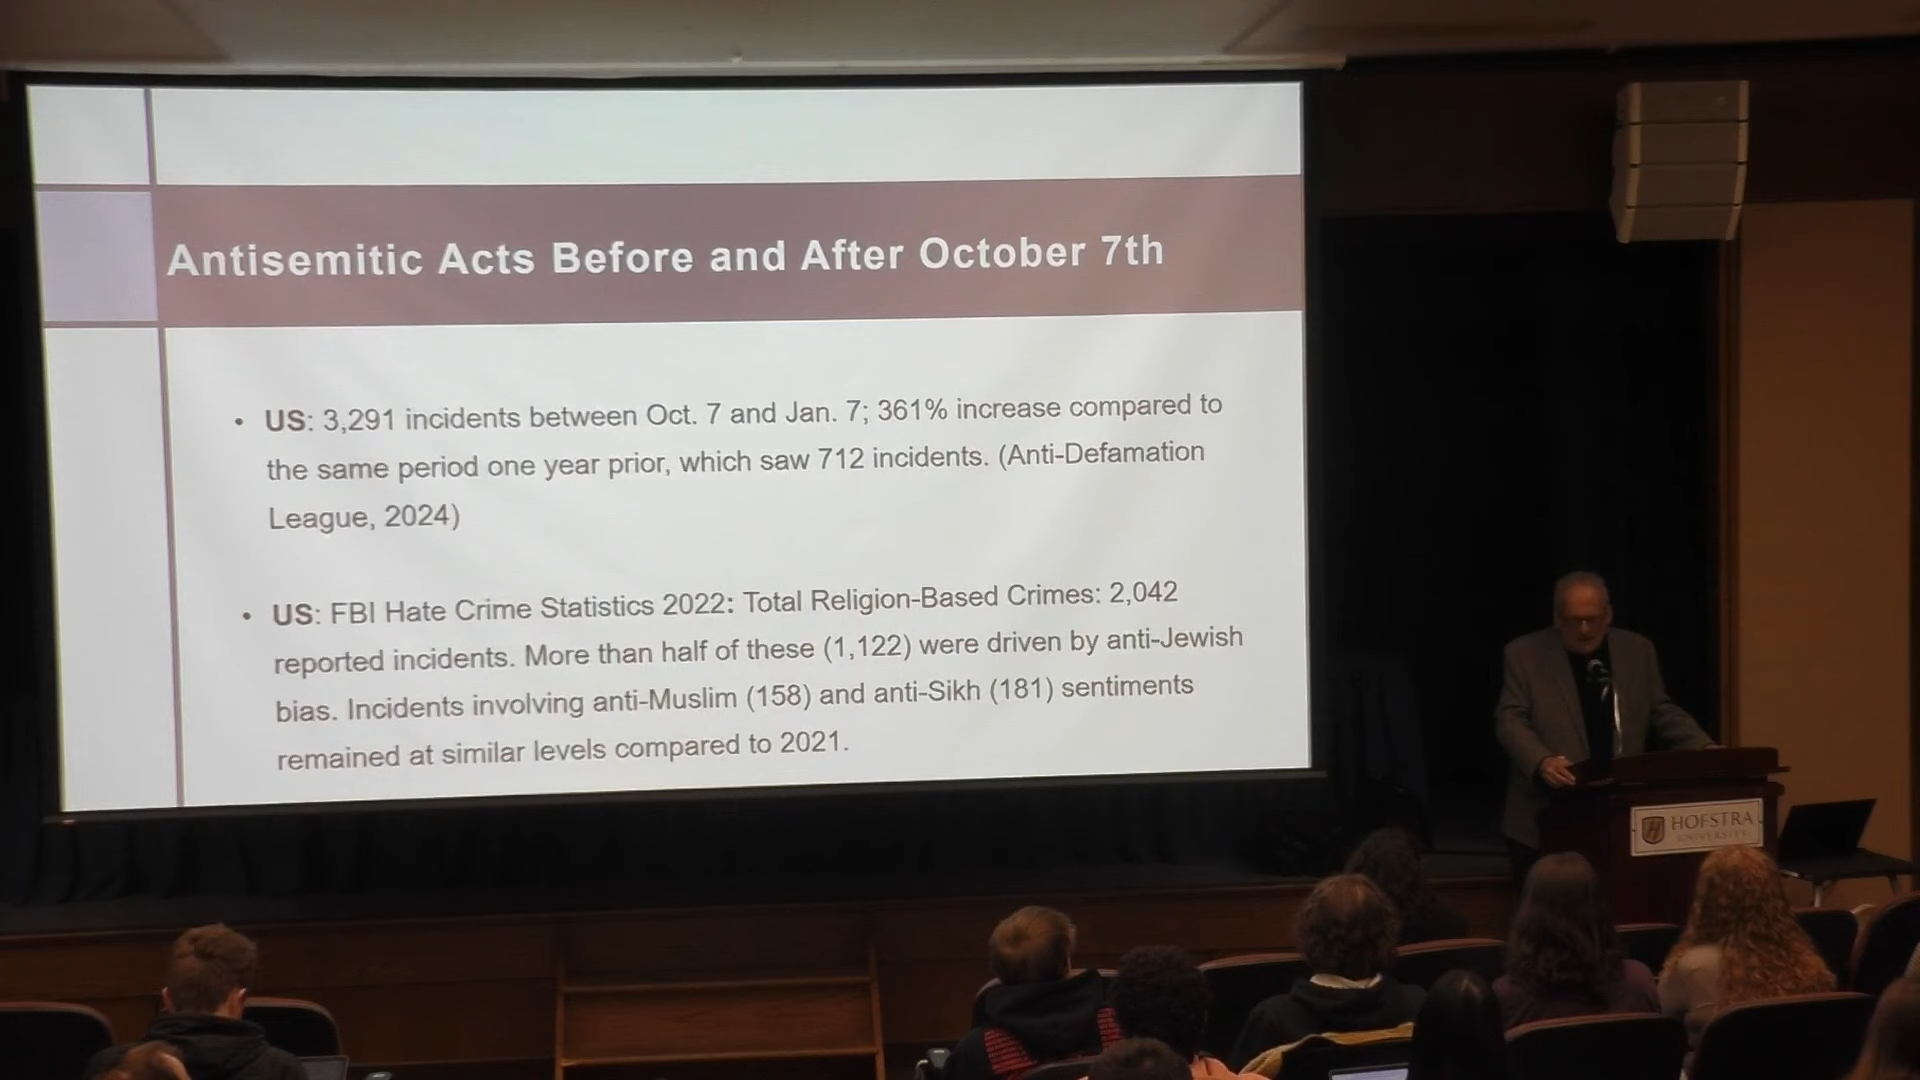 Antisemitic Acts Before and After October 7th
• US: 3,291 incidents between Oct. 7 and Jan. 7; 361% increase compared to
the same period one year prior, which saw 712 incidents. (Anti-Defamation
League, 2024)
• US: FBI Hate Crime Statistics 2022: Total Religion-Based Crimes: 2,042
reported incidents. More than half of these (1,122) were driven by anti-Jewish
bias. Incidents involving anti-Muslim (158) and anti-Sikh (181) sentiments
remained at similar levels compared to 2021.
HOFSTRA
UNIVERSITY